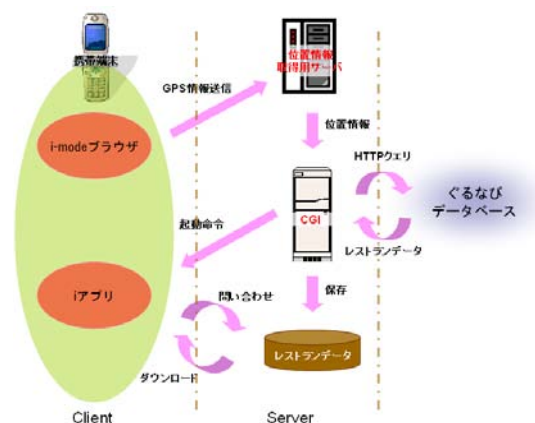 携帯端末
位置情報
取得用サーバ
GPS情報送信
i-modeブラウザ
位置情報
HTTPクエリ
ぐるなび
データベース
CGI
起動命令
レストランデータ
iアプリ
問い合わせ
保存
レストランデータ
ダウンロード
Client
Server